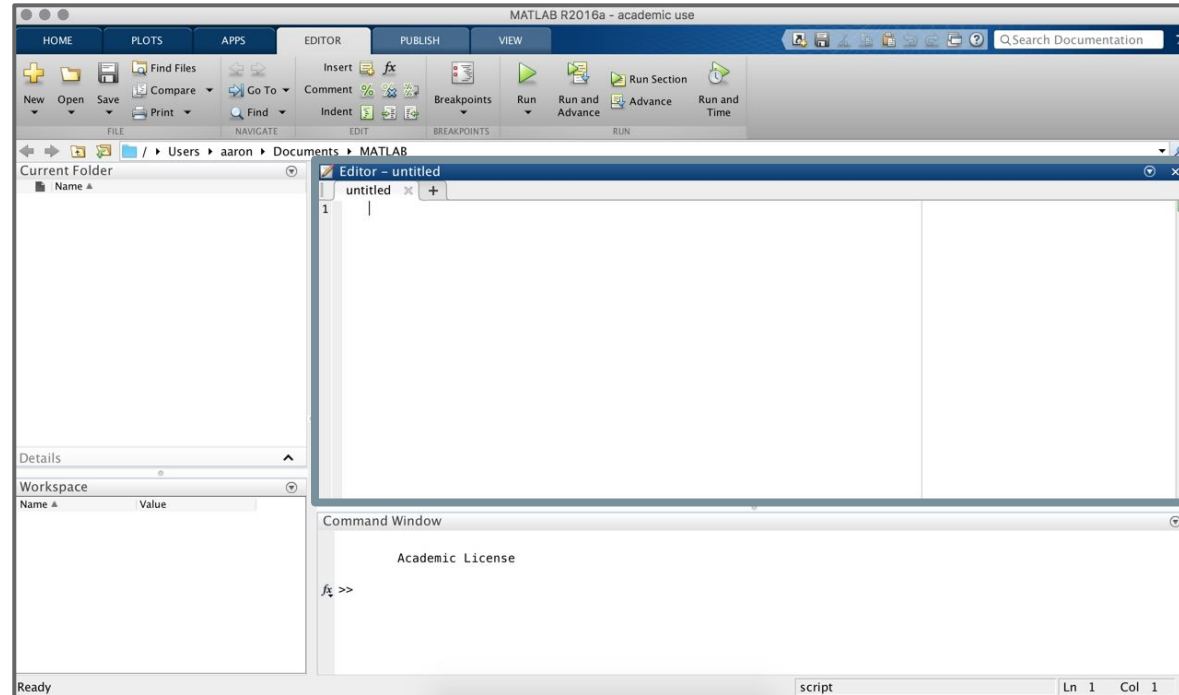 MATLAB R2016a - academic use
HOME PLOTS APPS EDITOR PUBLISH VIEW
Search Documentation
New Open Save
Find Files
Compare
Print
FILE
Go To
Find
NAVIGATE
Insert fx
Comment
Indent
EDIT
Breakpoints
BREAKPOINTS
Run
Run and Advance
Run Section
Advance
Run and Time
RUN
/ Users aaron Documents MATLAB
Current Folder
Name
Details
Workspace
Name Value
Editor - untitled
untitled +
1
Command Window
Academic License
fx >>
Ready script Ln 1 Col 1